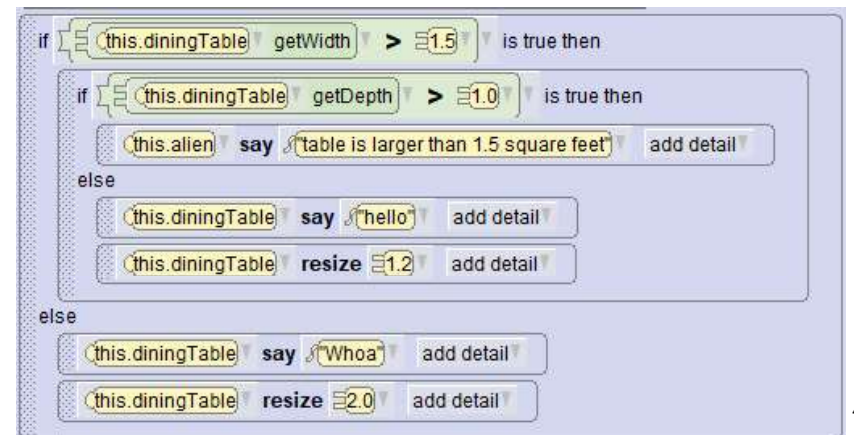 if this.diningTable getWidth > 1.5 is true then
if this.diningTable getDepth > 1.0 is true then
this.alien say "table is larger than 1.5 square feet" add detail
else
this.diningTable say "hello" add detail
this.diningTable resize 1.2 add detail
else
this.diningTable say "Whoa" add detail
this.diningTable resize 2.0 add detail